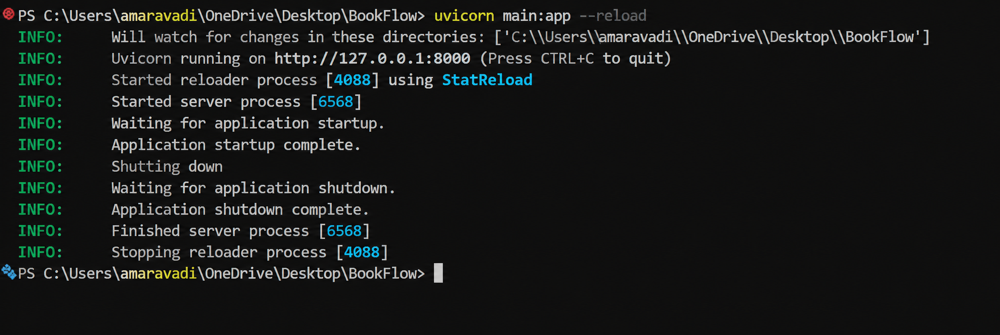 PS C:\Users\amaravadi\OneDrive\Desktop\BookFlow> uvicorn main:app --reload
INFO:     Will watch for changes in these directories: ['C:\\Users\\amaravadi\\OneDrive\\Desktop\\BookFlow']
INFO:     Uvicorn running on http://127.0.0.1:8000 (Press CTRL+C to quit)
INFO:     Started reloader process [4088] using StatReload
INFO:     Started server process [6568]
INFO:     Waiting for application startup.
INFO:     Application startup complete.
INFO:     Shutting down
INFO:     Waiting for application shutdown.
INFO:     Application shutdown complete.
INFO:     Finished server process [6568]
INFO:     Stopping reloader process [4088]
PS C:\Users\amaravadi\OneDrive\Desktop\BookFlow>